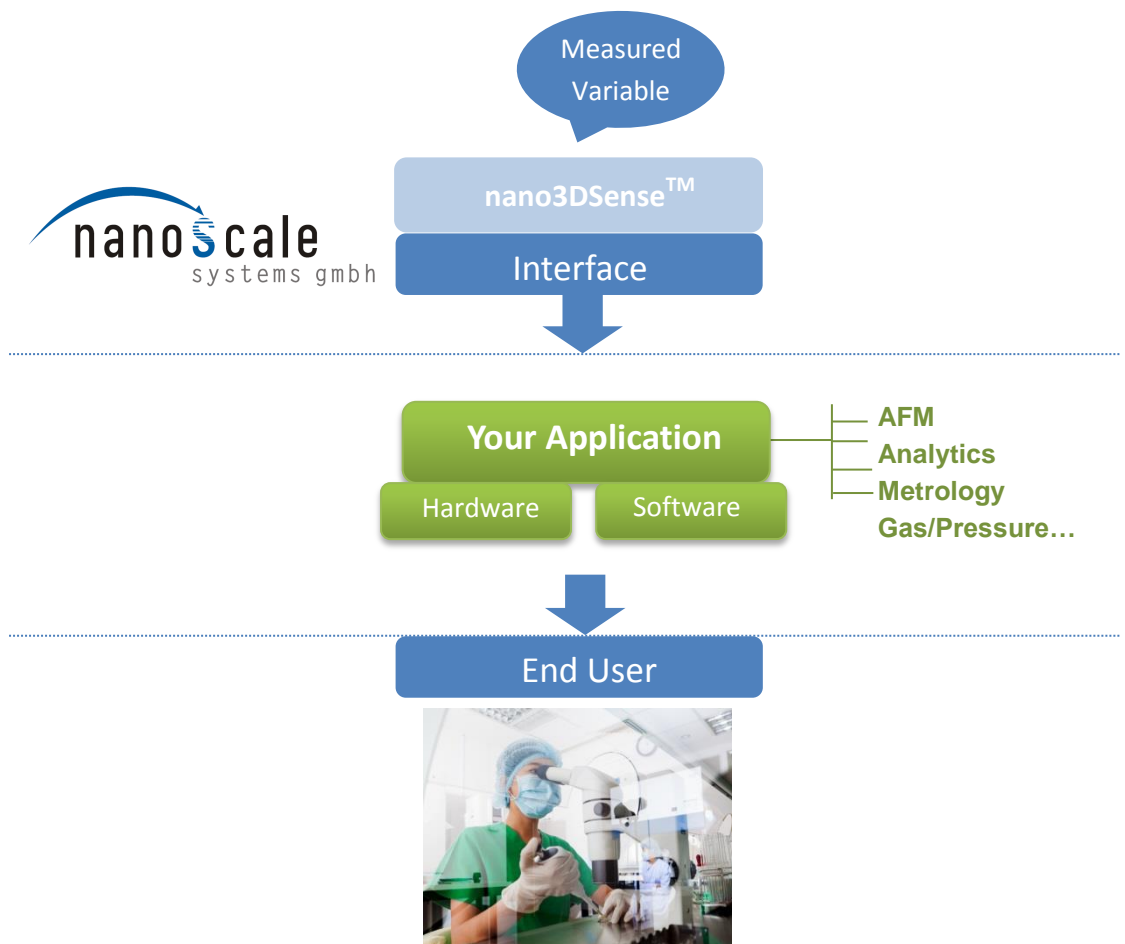 Measured
Variable
nano3DSense™
nanoScale
systems gmbh
Interface
Your Application
Hardware
Software
AFM
Analytics
Metrology
Gas/Pressure…
End User